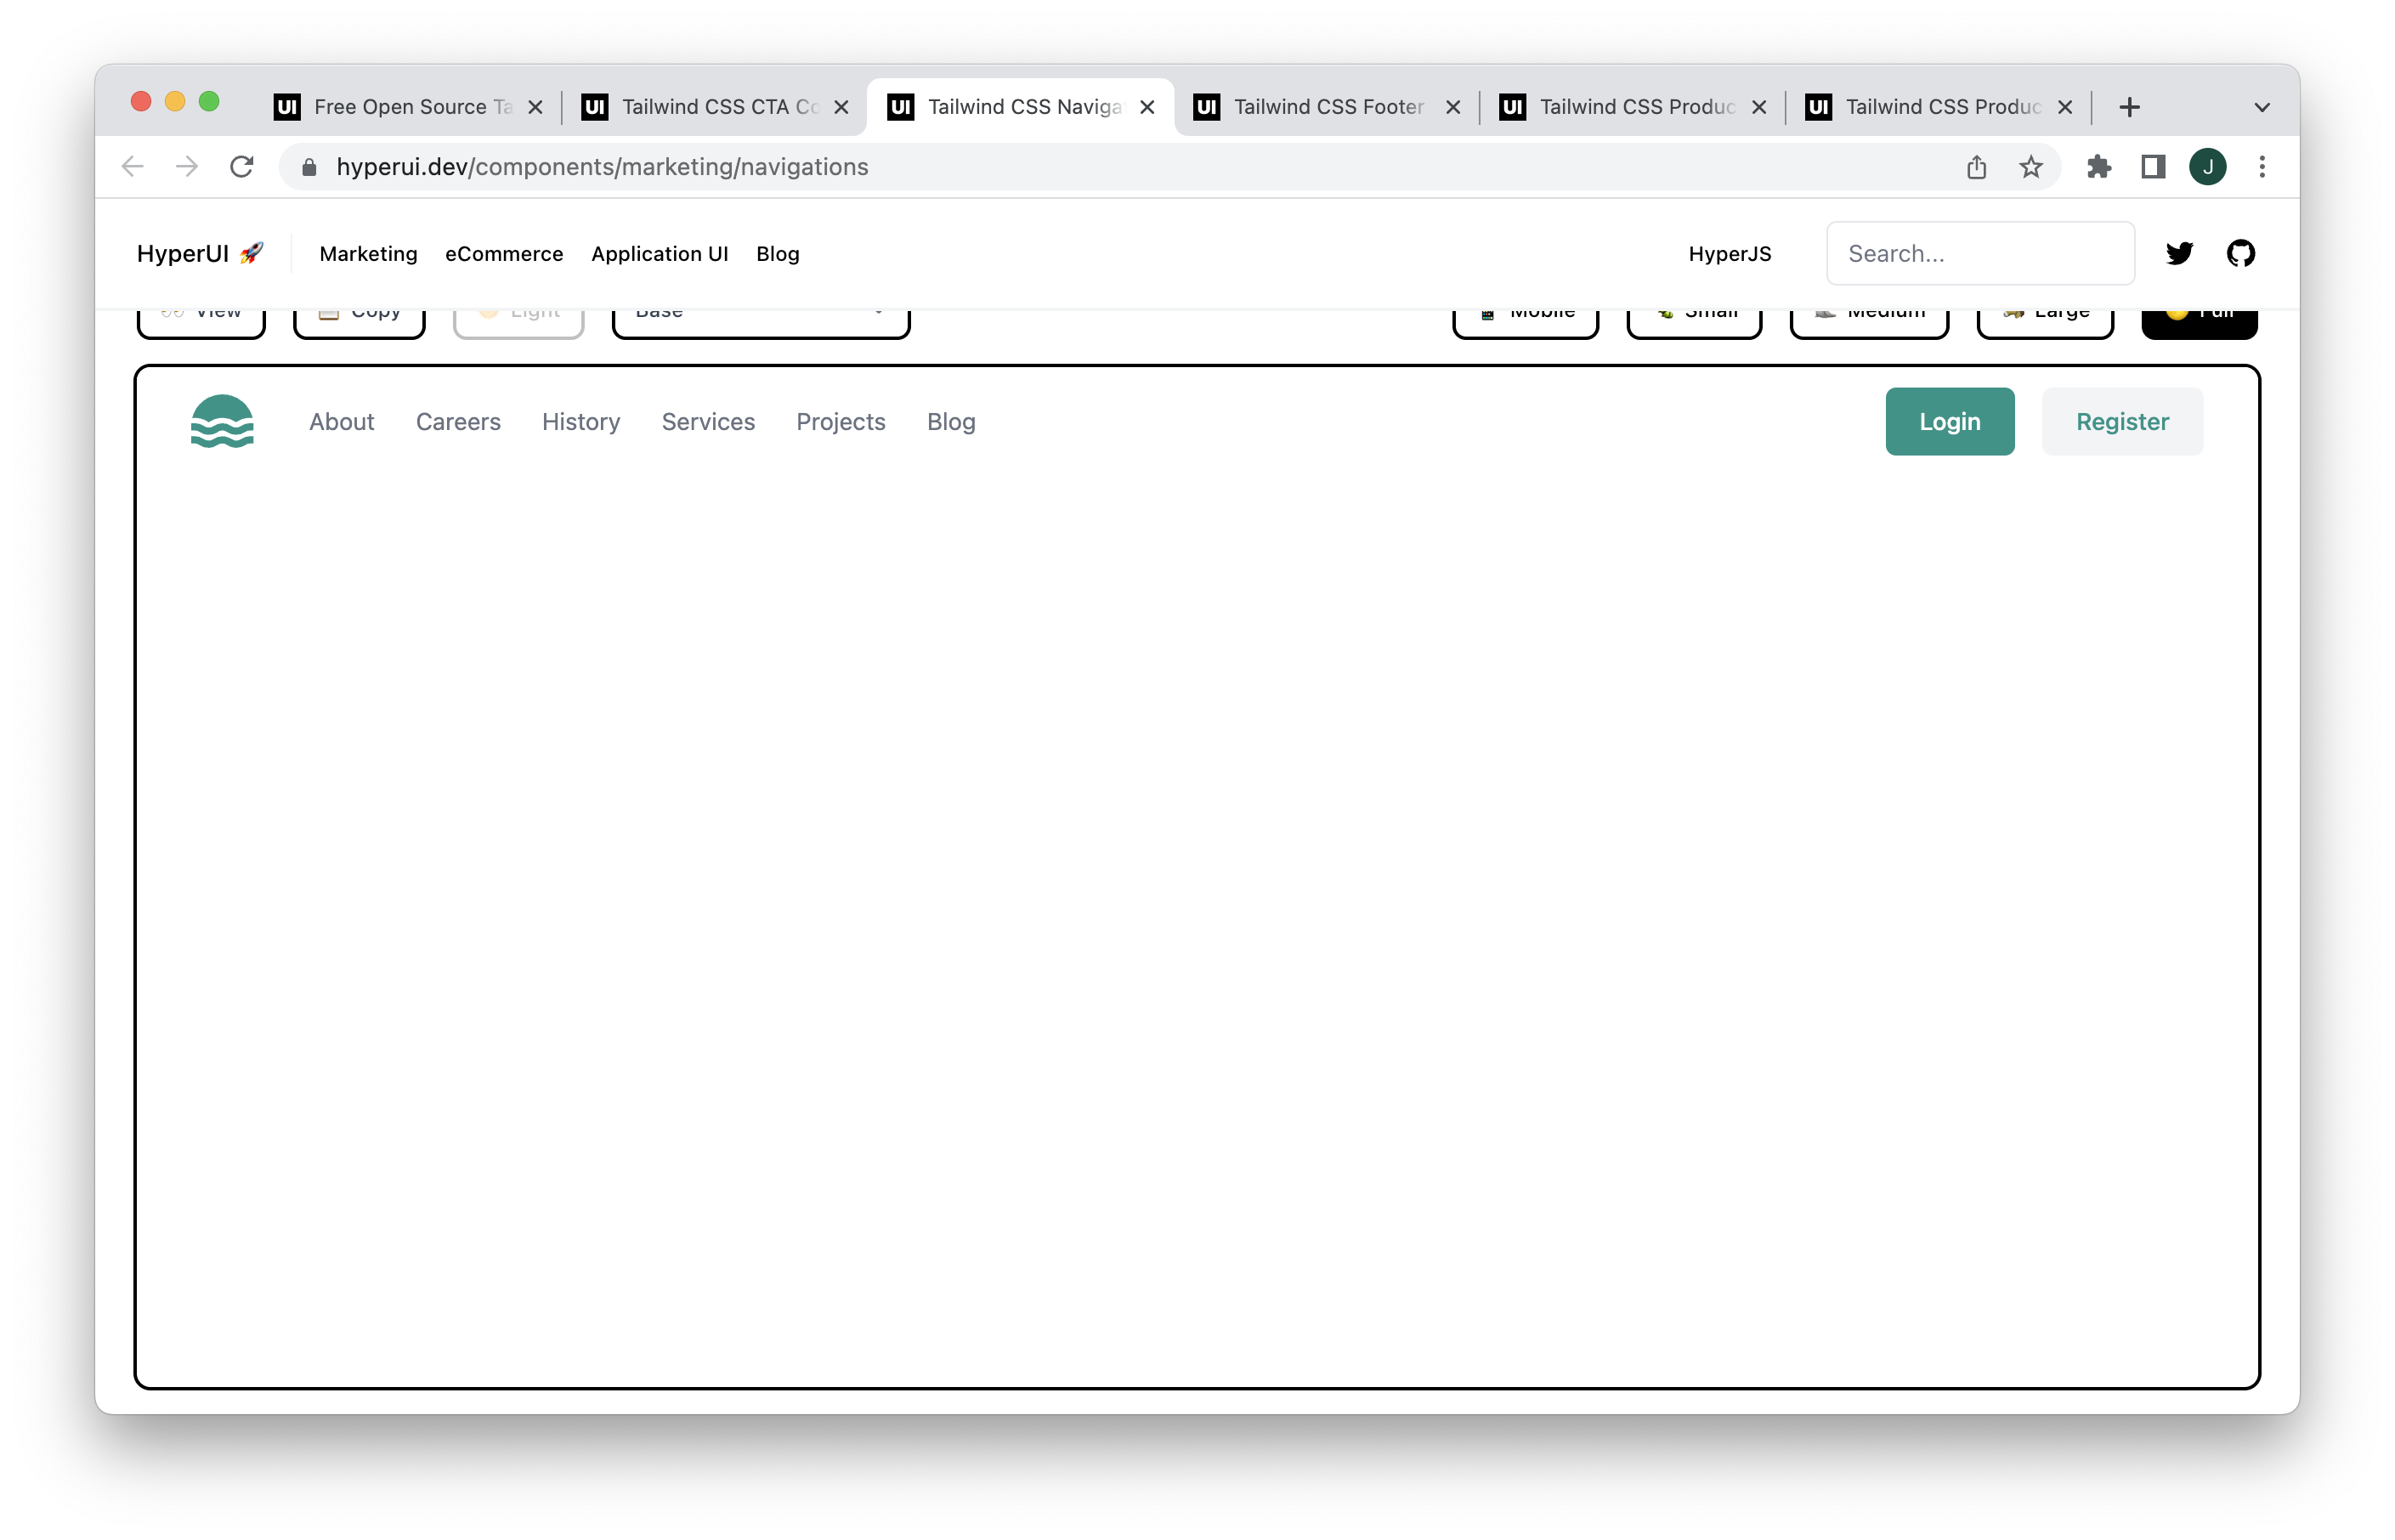 UI Free Open Source Ta
UI Tailwind CSS CTA Co
UI Tailwind CSS Naviga
UI Tailwind CSS Footer
UI Tailwind CSS Produc
UI Tailwind CSS Produc
hyperui.dev/components/marketing/navigations
J
HyperUI 🚀 Marketing eCommerce Application UI Blog HyperJS Search...
View Copy Light Base Mobile Small Medium Large Full
About Careers History Services Projects Blog Login Register